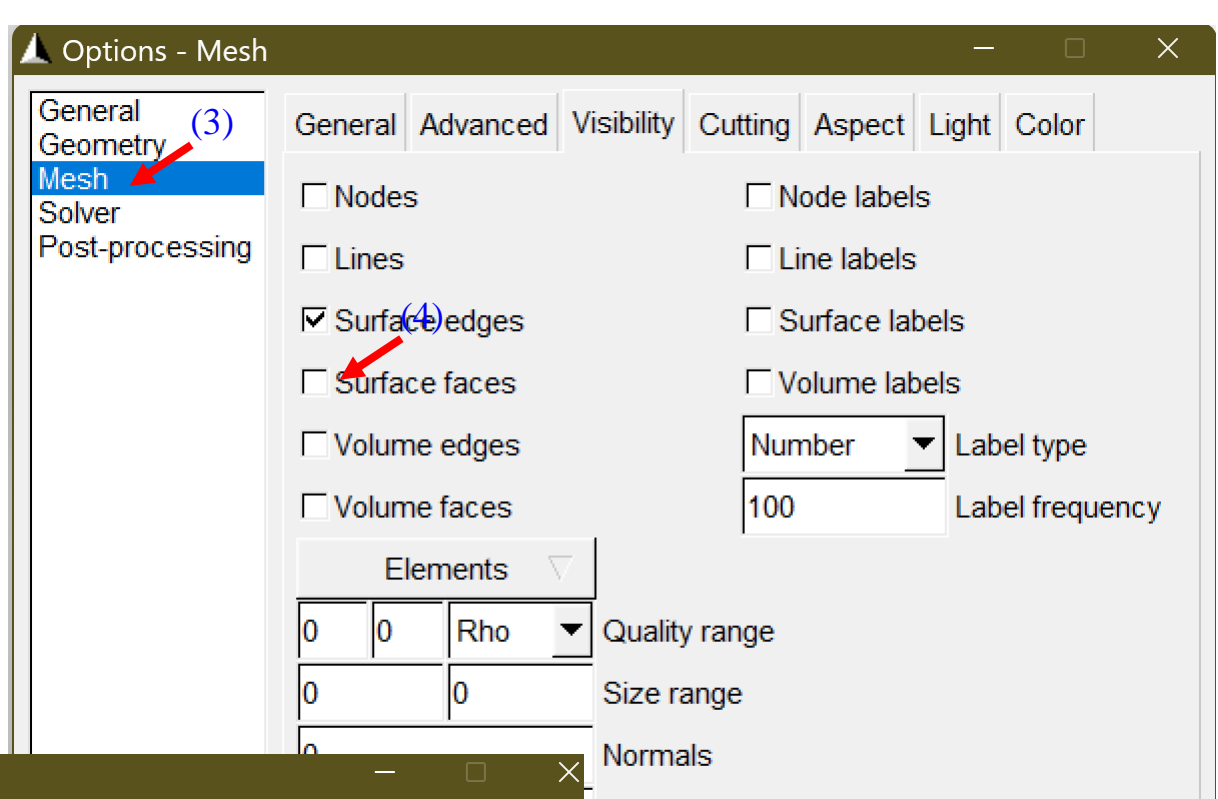 Options - Mesh
General
Geometry
Mesh
Solver
Post-processing
(3)
General Advanced Visibility Cutting Aspect Light Color
Nodes Node labels
Lines Line labels
Surface edges Surface labels
(4)
Surface faces Volume labels
Volume edges Number Label type
Volume faces 100 Label frequency
Elements
0 0 Rho Quality range
0 0 Size range
0 Normals